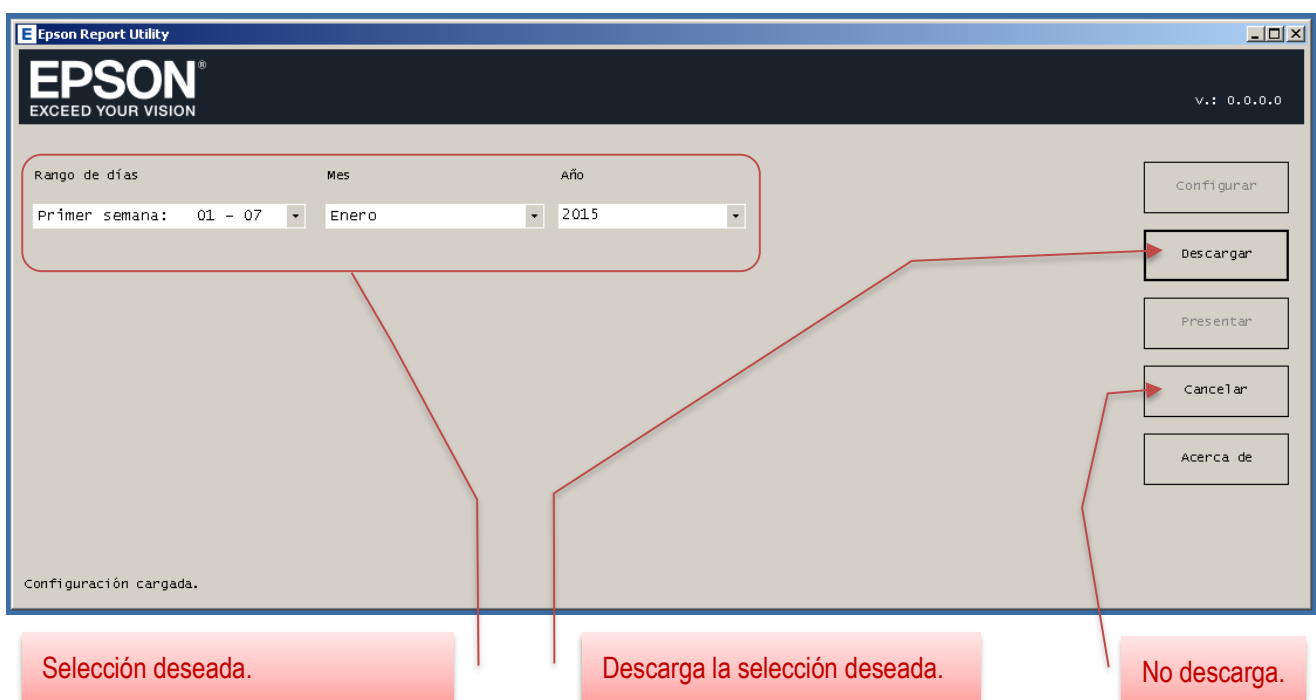 E Epson Report Utility
EPSON®
EXCEED YOUR VISION
v.: 0.0.0.0
Rango de días Mes Año
Primer semana: 01 – 07 Enero 2015
Configurar
Descargar
Presentar
Cancelar
Acerca de
Configuración cargada.
Selección deseada. Descarga la selección deseada. No descarga.